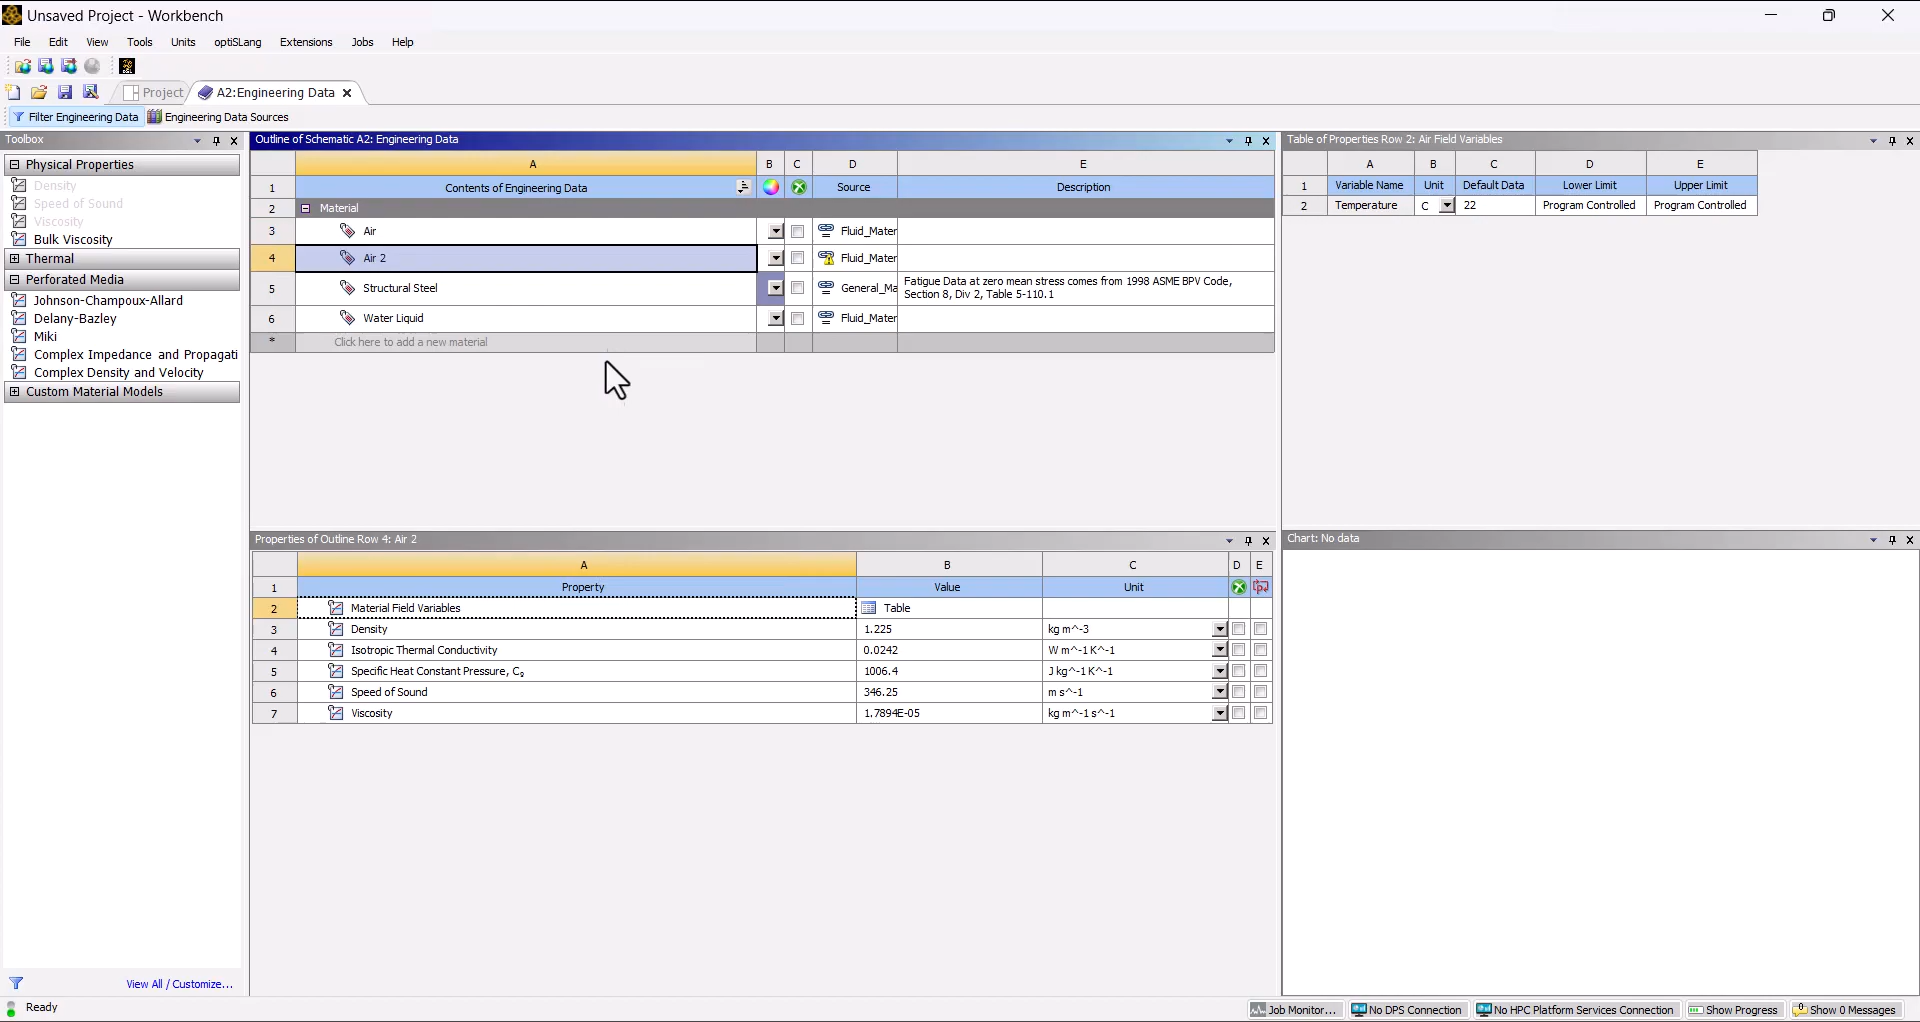 Unsaved Project - Workbench
File Edit View Tools Units optiSLang Extensions Jobs Help
Project A2:Engineering Data
Filter Engineering Data Engineering Data Sources
Toolbox
Physical Properties
Density
Speed of Sound
Viscosity
Bulk Viscosity
Thermal
Perforated Media
Johnson-Champoux-Allard
Delany-Bazley
Miki
Complex Impedance and Propagati
Complex Density and Velocity
Custom Material Models
View All / Customize...
Outline of Schematic A2: Engineering Data
A B C D E
1 Contents of Engineering Data Source Description
2 Material
3 Air Fluid_Mater
4 Air 2 Fluid_Mater
5 Structural Steel General_Ma Fatigue Data at zero mean stress comes from 1998 ASME BPV Code,
Section 8, Div 2, Table 5-110.1
6 Water Liquid Fluid_Mater
* Click here to add a new material
Table of Properties Row 2: Air Field Variables
A B C D E
1 Variable Name Unit Default Data Lower Limit Upper Limit
2 Temperature C 22 Program Controlled Program Controlled
Properties of Outline Row 4: Air 2
A B C D E
1 Property Value Unit
2 Material Field Variables Table
3 Density 1.225 kg m^-3
4 Isotropic Thermal Conductivity 0.0242 W m^-1 K^-1
5 Specific Heat Constant Pressure, Cₚ 1006.4 J kg^-1 K^-1
6 Speed of Sound 346.25 m s^-1
7 Viscosity 1.7894E-05 kg m^-1 s^-1
Chart: No data
Ready
Job Monitor... No DPS Connection No HPC Platform Services Connection Show Progress Show 0 Messages